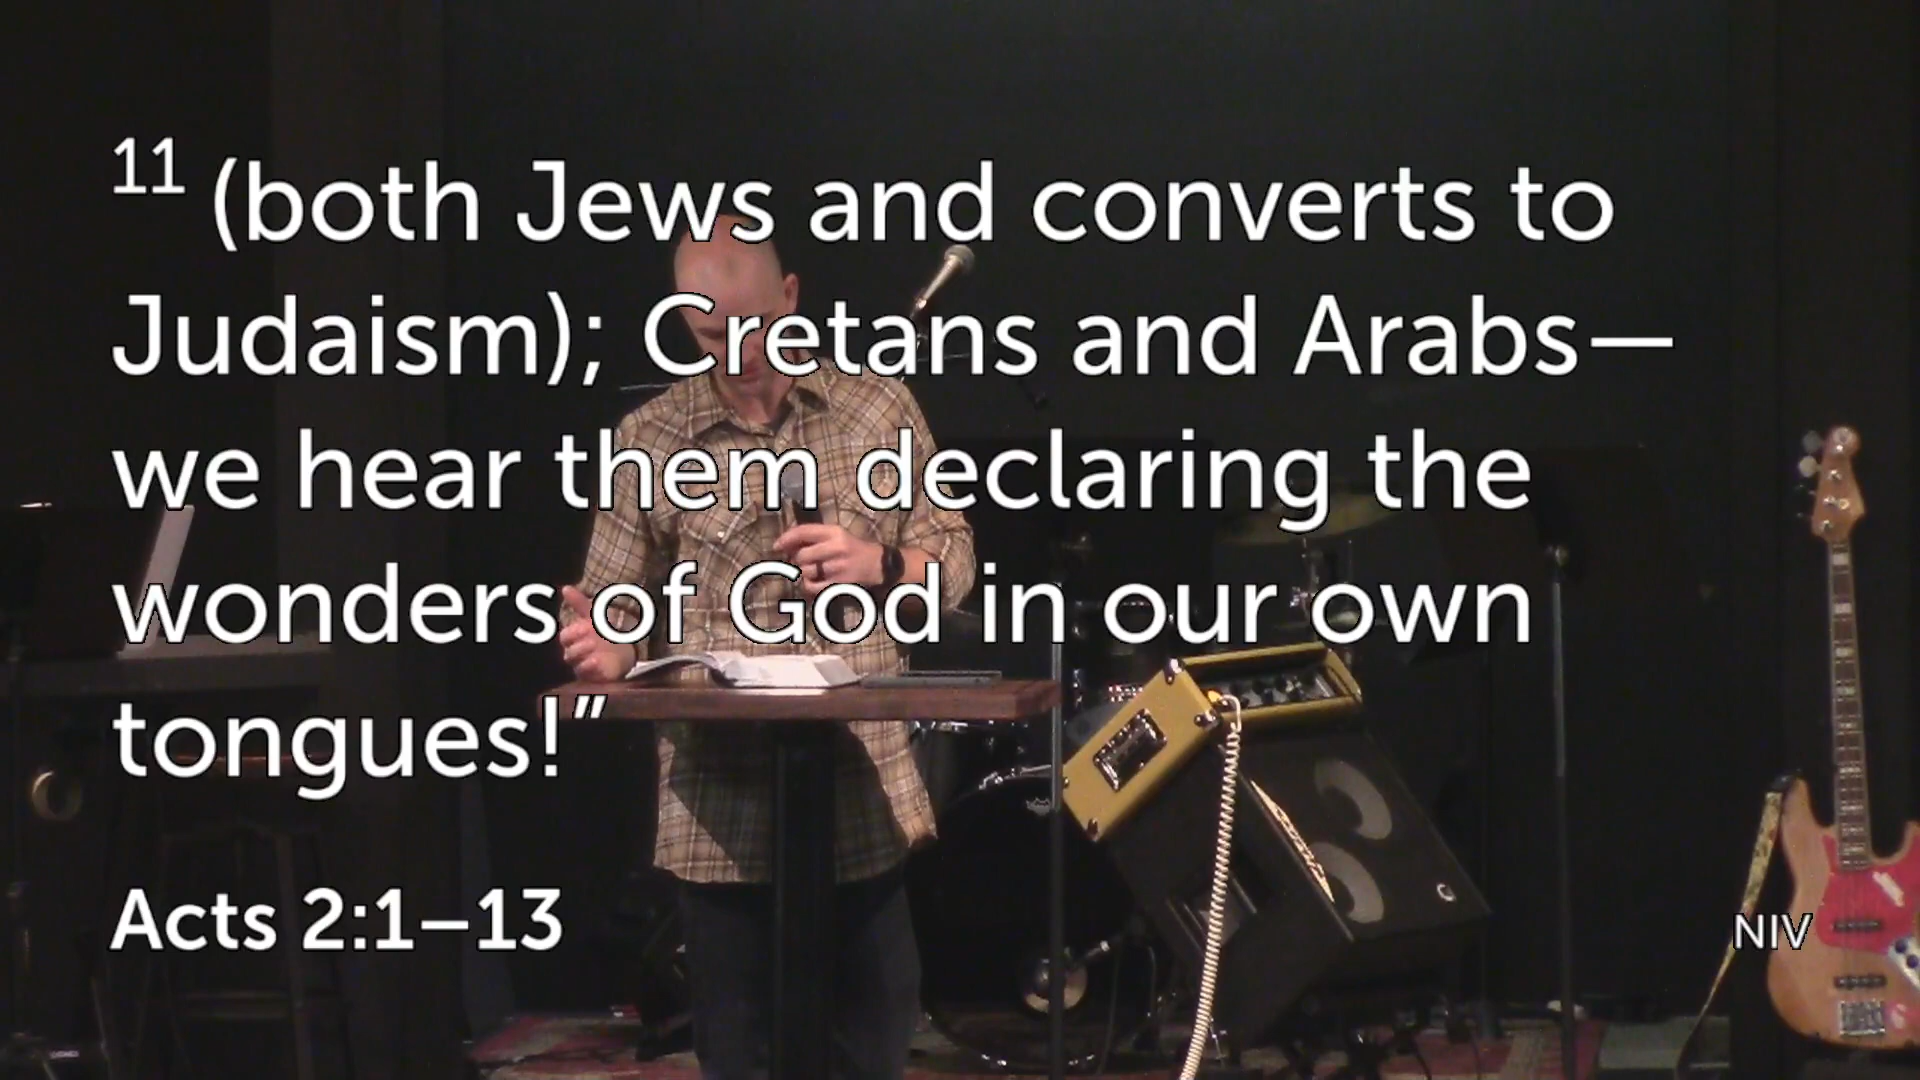 11 (both Jews and converts to
Judaism); Cretans and Arabs—
we hear them declaring the
wonders of God in our own
tongues!”
Acts 2:1–13
NIV